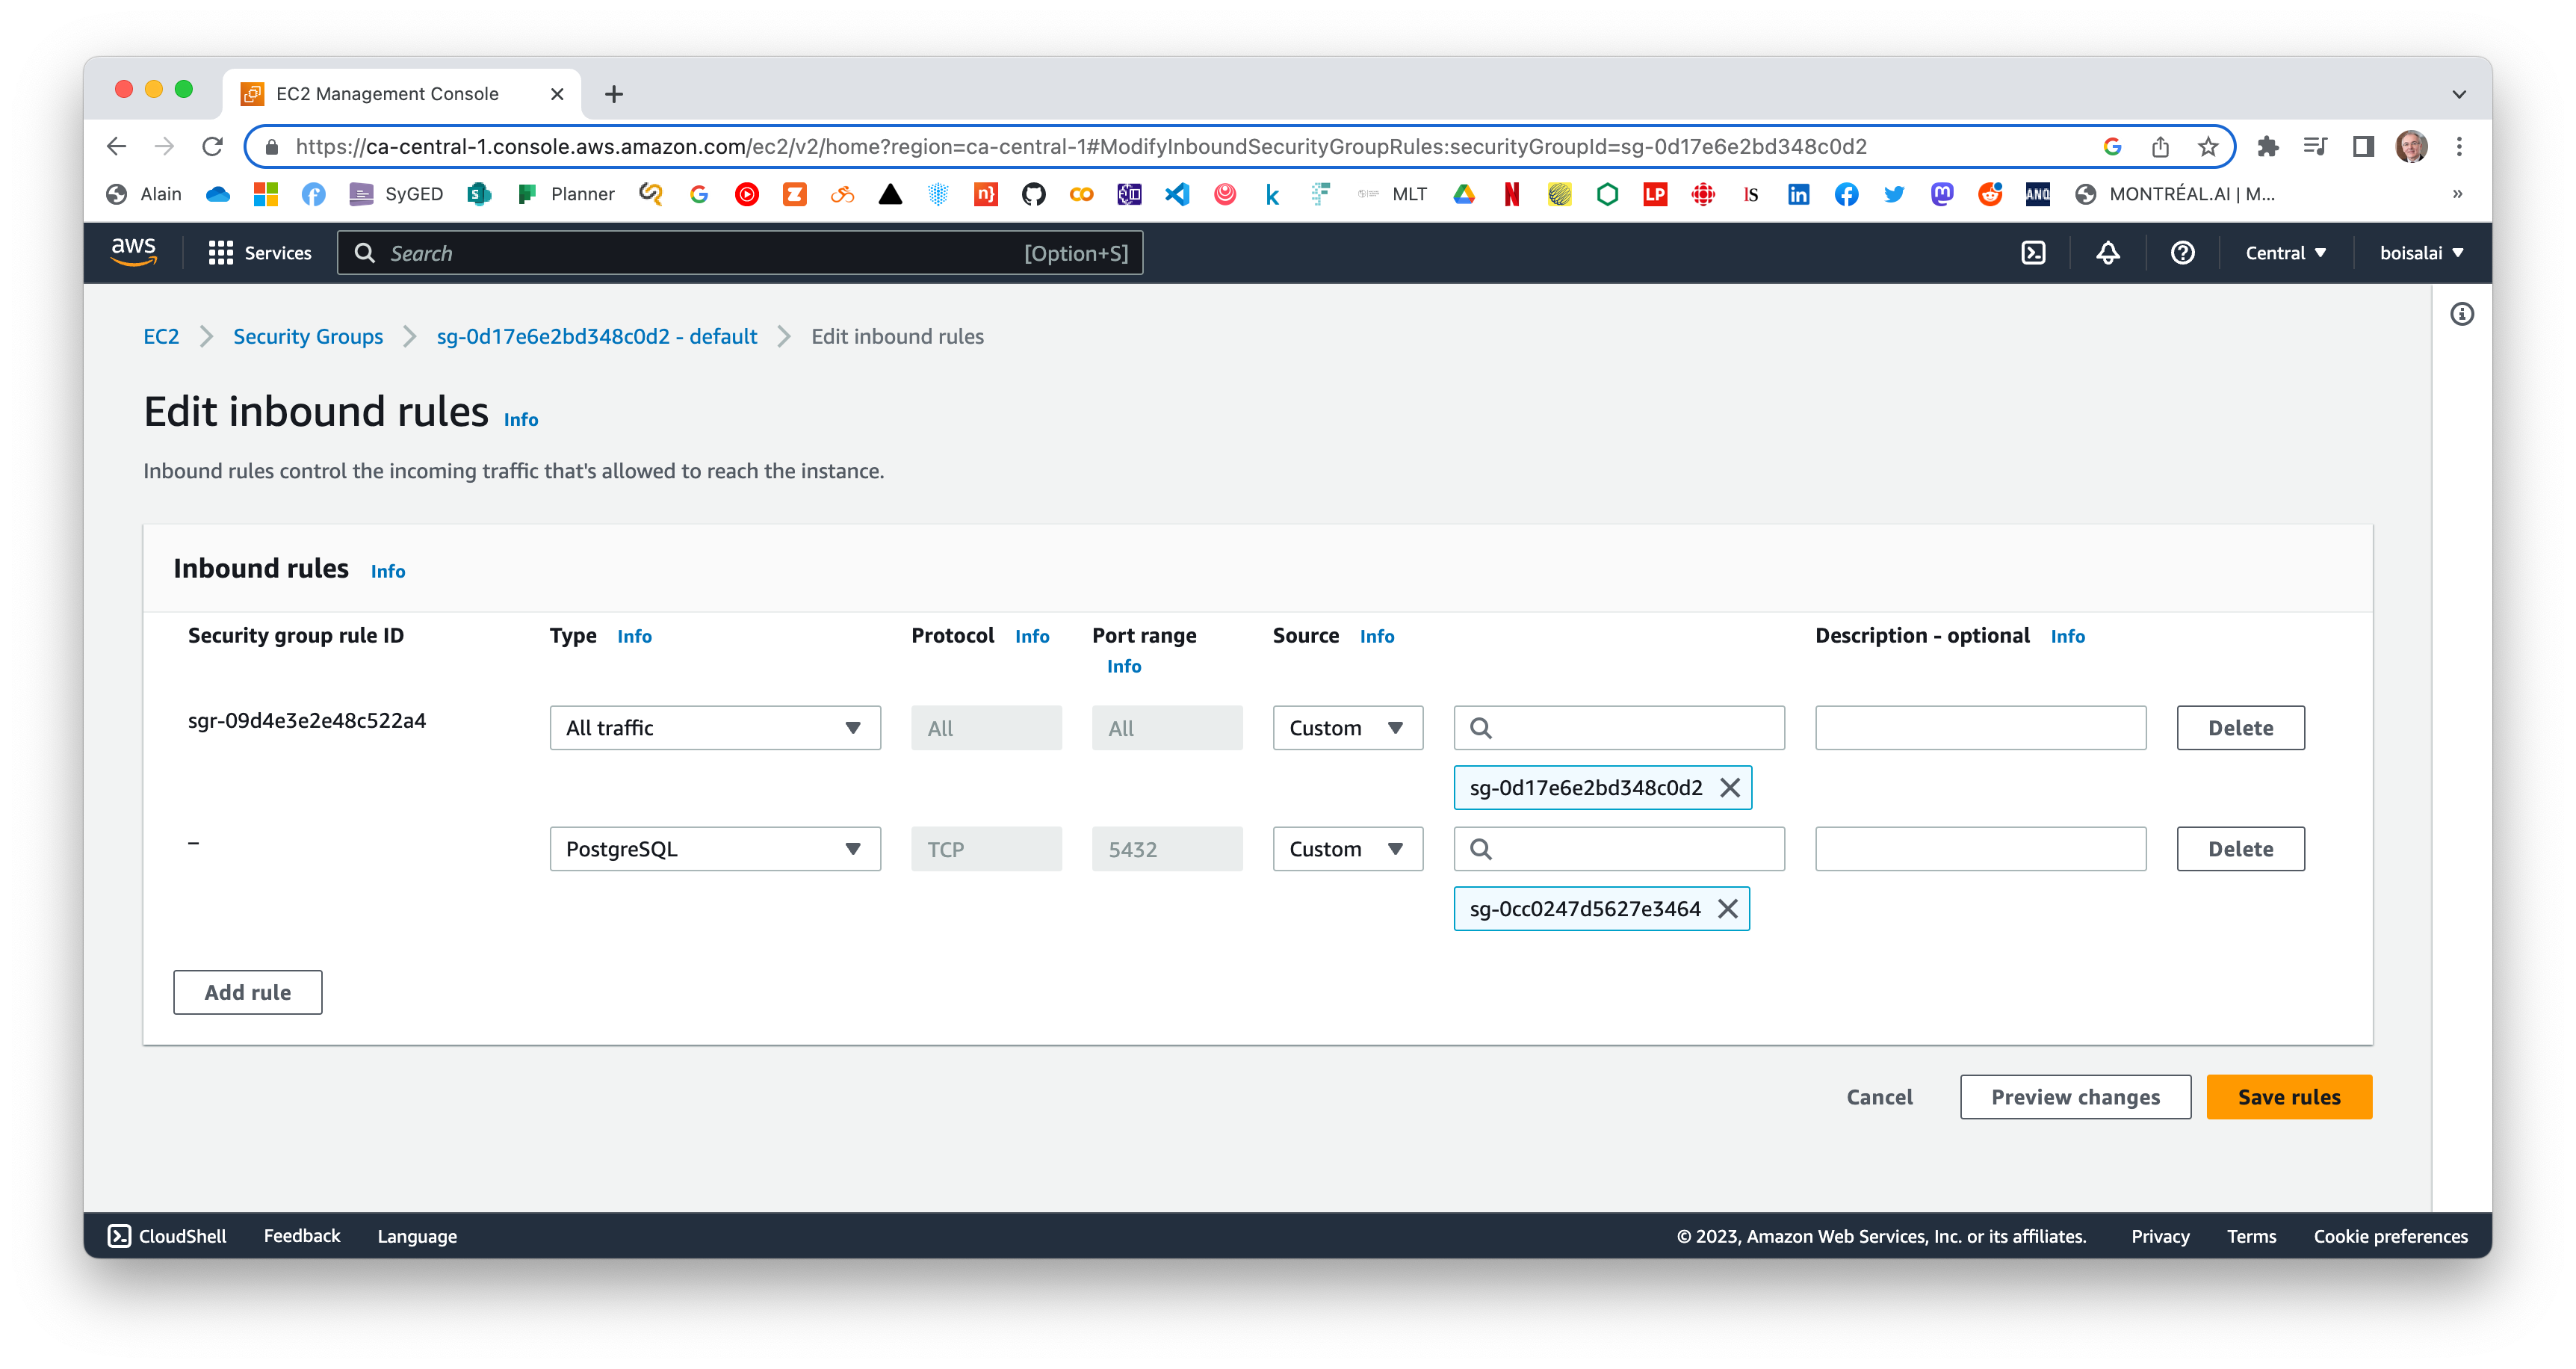 EC2 Management Console
https://ca-central-1.console.aws.amazon.com/ec2/v2/home?region=ca-central-1#ModifyInboundSecurityGroupRules:securityGroupId=sg-0d17e6e2bd348c0d2
Alain SyGED Planner MLT MONTRÉAL.AI | M... »
aws Services Search [Option+S] Central boisalai
EC2 Security Groups sg-0d17e6e2bd348c0d2 - default Edit inbound rules
Edit inbound rules Info
Inbound rules control the incoming traffic that's allowed to reach the instance.
Inbound rules Info
Security group rule ID Type Info Protocol Info Port range Info Source Info Description - optional Info
sgr-09d4e3e2e48c522a4 All traffic All All Custom Delete
sg-0d17e6e2bd348c0d2
– PostgreSQL TCP 5432 Custom Delete
sg-0cc0247d5627e3464
Add rule
Cancel Preview changes Save rules
CloudShell Feedback Language © 2023, Amazon Web Services, Inc. or its affiliates. Privacy Terms Cookie preferences